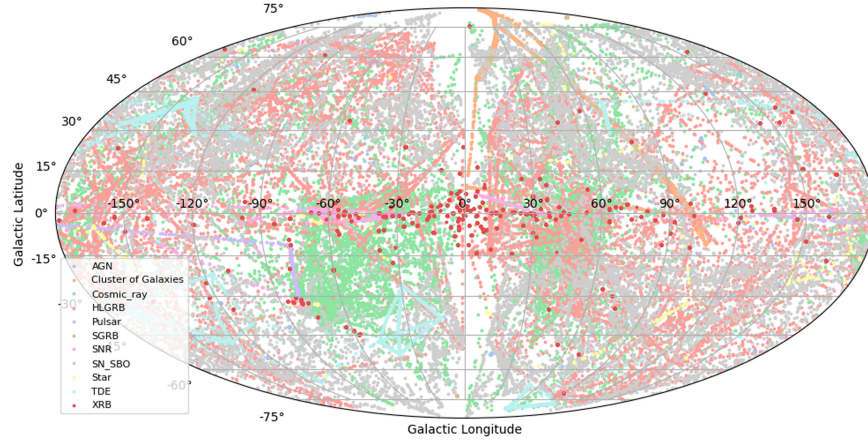 75°
60°
45°
30°
15°
0°
-150° -120° -90° -60° -30° 0° 30° 60° 90° 120° 150°
-15°
-30°
-60°
-75°
Galactic Latitude
Galactic Longitude
AGN
Cluster of Galaxies
Cosmic_ray
HLGRB
Pulsar
SGRB
SNR
SN_SBO
Star
TDE
XRB